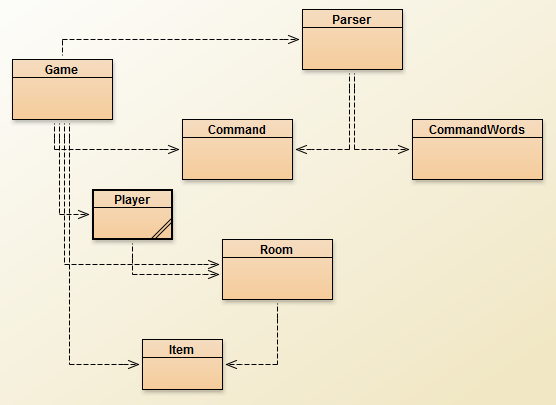 Parser
Game
Command
CommandWords
Player
Room
Item